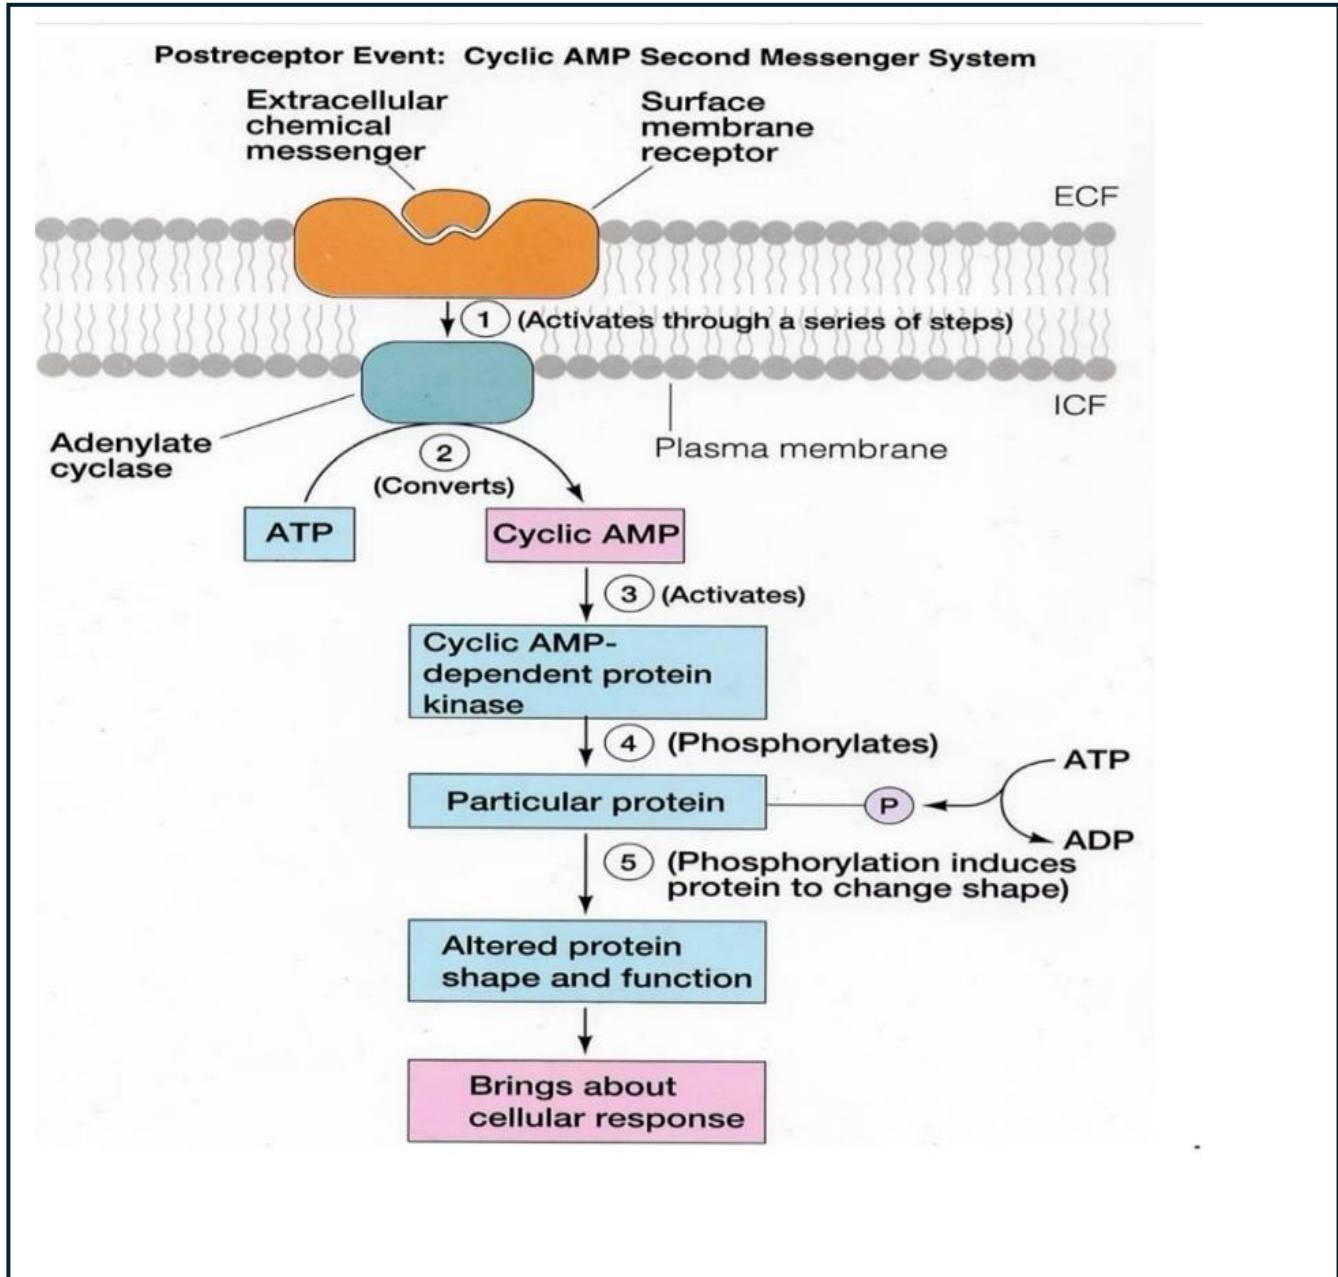 Postreceptor Event: Cyclic AMP Second Messenger System
Extracellular
chemical
messenger
Surface
membrane
receptor
ECF
1 (Activates through a series of steps)
ICF
Adenylate
cyclase
Plasma membrane
2
(Converts)
ATP
Cyclic AMP
3 (Activates)
Cyclic AMP-
dependent protein
kinase
4 (Phosphorylates)
Particular protein
P
ATP
ADP
5 (Phosphorylation induces
protein to change shape)
Altered protein
shape and function
Brings about
cellular response